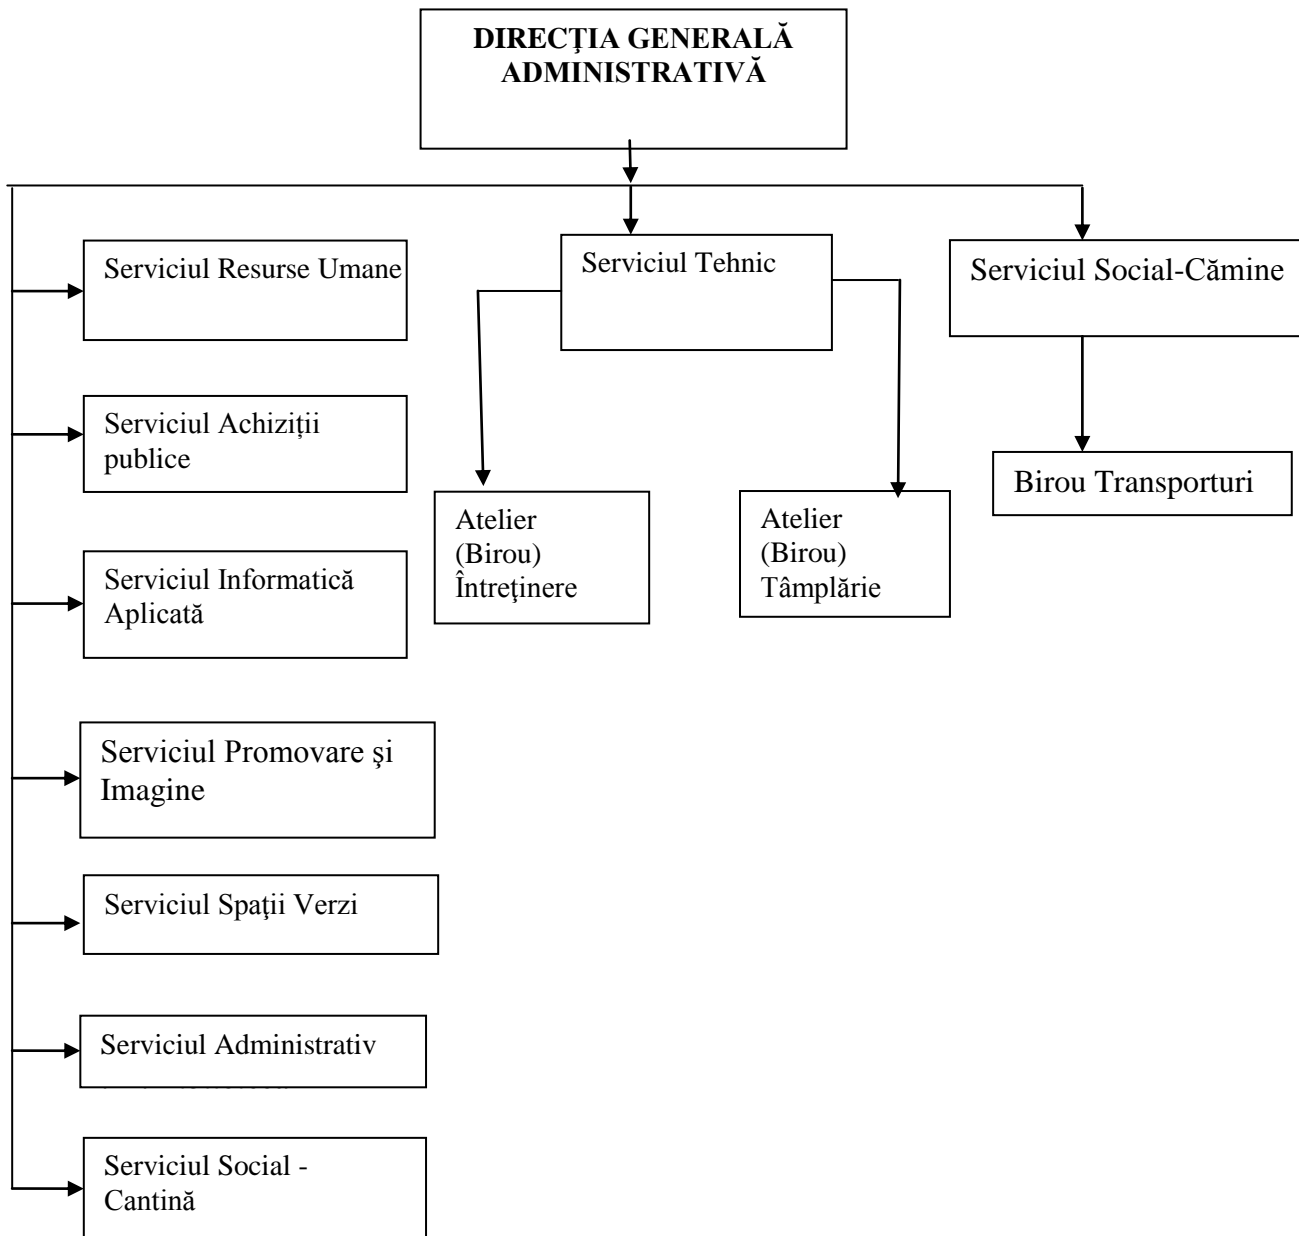 DIRECŢIA GENERALĂ
ADMINISTRATIVĂ
Serviciul Resurse Umane
Serviciul Tehnic
Serviciul Social-Cămine
Serviciul Achiziții
publice
Birou Transporturi
Atelier
(Birou)
Întreţinere
Atelier
(Birou)
Tâmplărie
Serviciul Informatică
Aplicată
Serviciul Promovare şi
Imagine
Serviciul Spaţii Verzi
Serviciul Administrativ
Serviciul Social -
Cantină